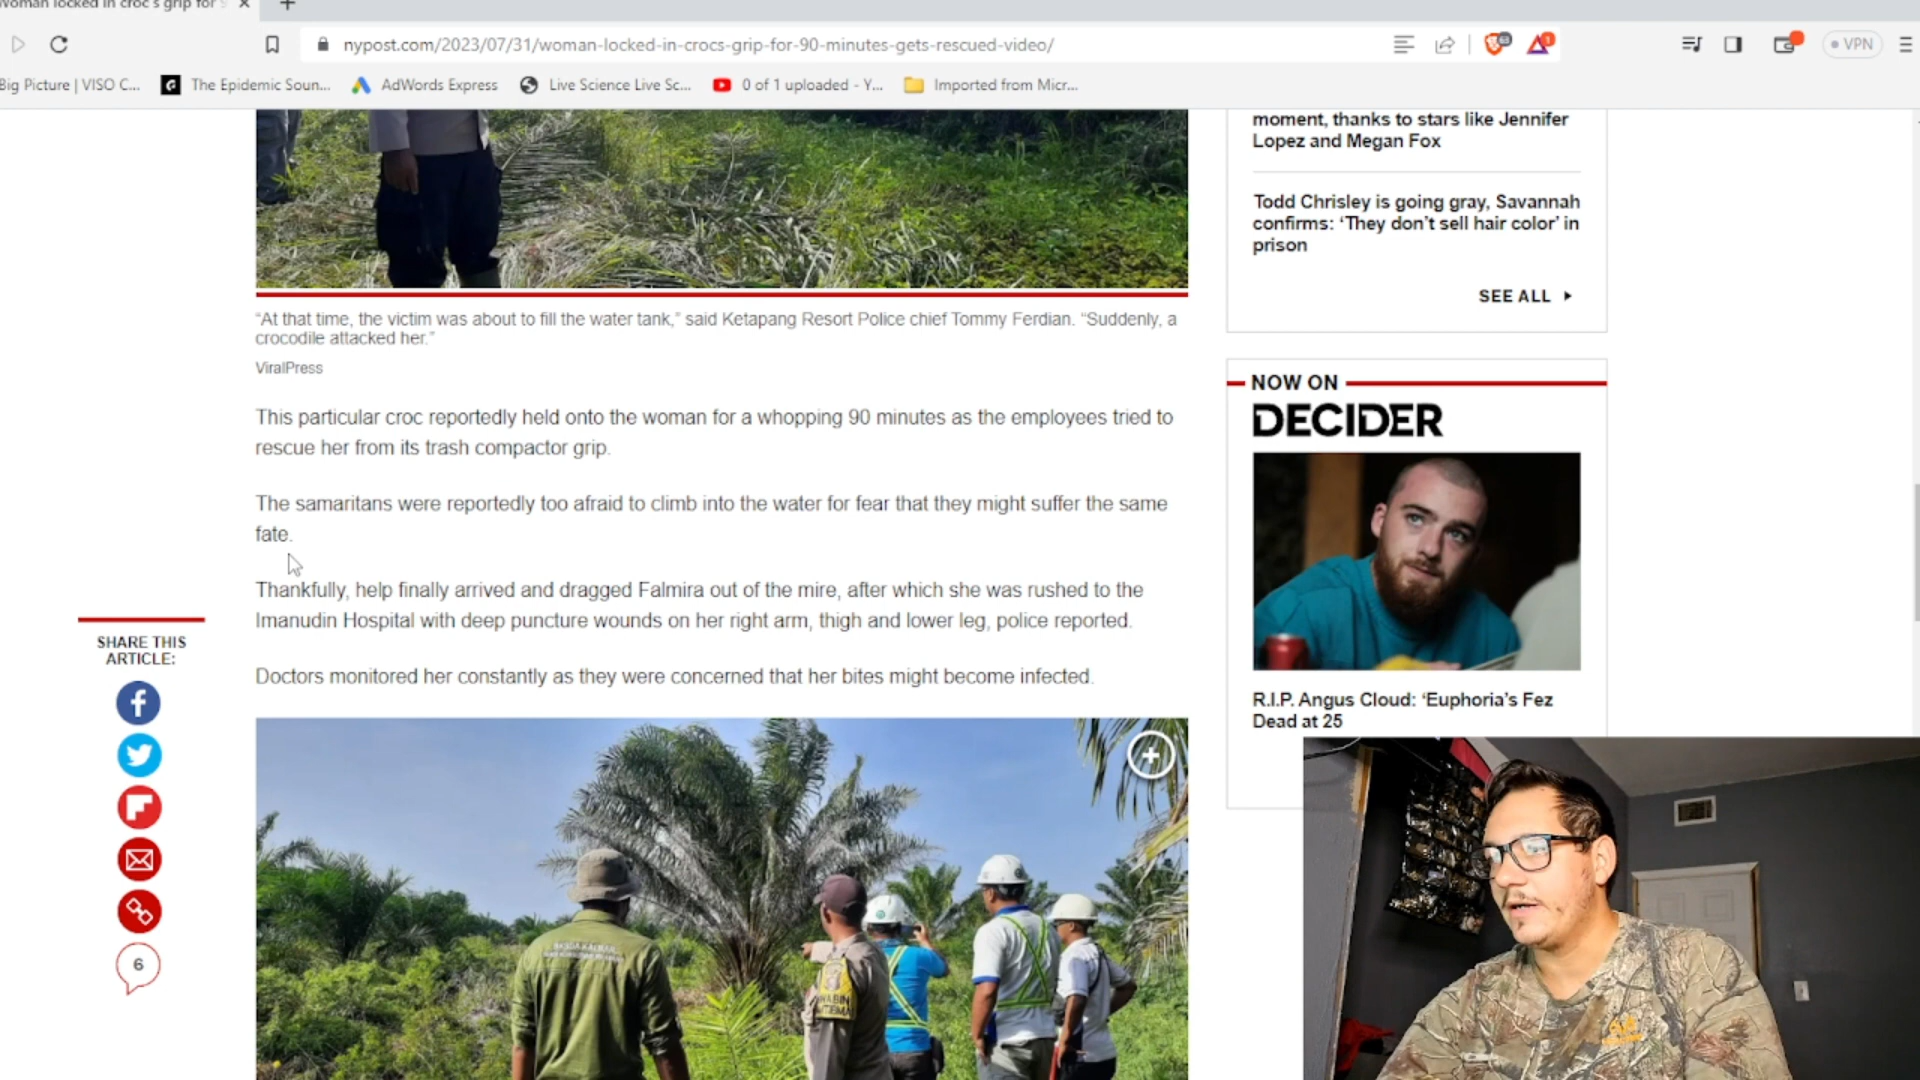 Woman locked in croc's grip for 9
nypost.com/2023/07/31/woman-locked-in-crocs-grip-for-90-minutes-gets-rescued-video/
VPN
Big Picture | VISO C...
The Epidemic Soun...
AdWords Express
Live Science Live Sc...
0 of 1 uploaded - Y...
Imported from Micr...
moment, thanks to stars like Jennifer
Lopez and Megan Fox
Todd Chrisley is going gray, Savannah
confirms: ‘They don’t sell hair color’ in
prison
SEE ALL
“At that time, the victim was about to fill the water tank,” said Ketapang Resort Police chief Tommy Ferdian. “Suddenly, a
crocodile attacked her.”
ViralPress
This particular croc reportedly held onto the woman for a whopping 90 minutes as the employees tried to
rescue her from its trash compactor grip.
The samaritans were reportedly too afraid to climb into the water for fear that they might suffer the same
fate.
Thankfully, help finally arrived and dragged Falmira out of the mire, after which she was rushed to the
Imanudin Hospital with deep puncture wounds on her right arm, thigh and lower leg, police reported.
Doctors monitored her constantly as they were concerned that her bites might become infected.
NOW ON
DECIDER
R.I.P. Angus Cloud: ‘Euphoria’s Fez
Dead at 25
SHARE THIS
ARTICLE:
6